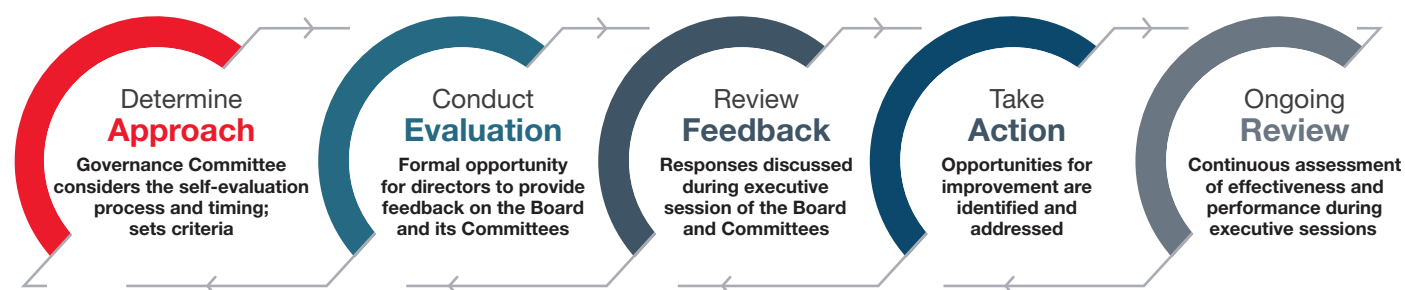 Determine
Approach
Governance Committee
considers the self-evaluation
process and timing;
sets criteria
Conduct
Evaluation
Formal opportunity
for directors to provide
feedback on the Board
and its Committees
Review
Feedback
Responses discussed
during executive
session of the Board
and Committees
Take
Action
Opportunities for
improvement are
identified and
addressed
Ongoing
Review
Continuous assessment
of effectiveness and
performance during
executive sessions